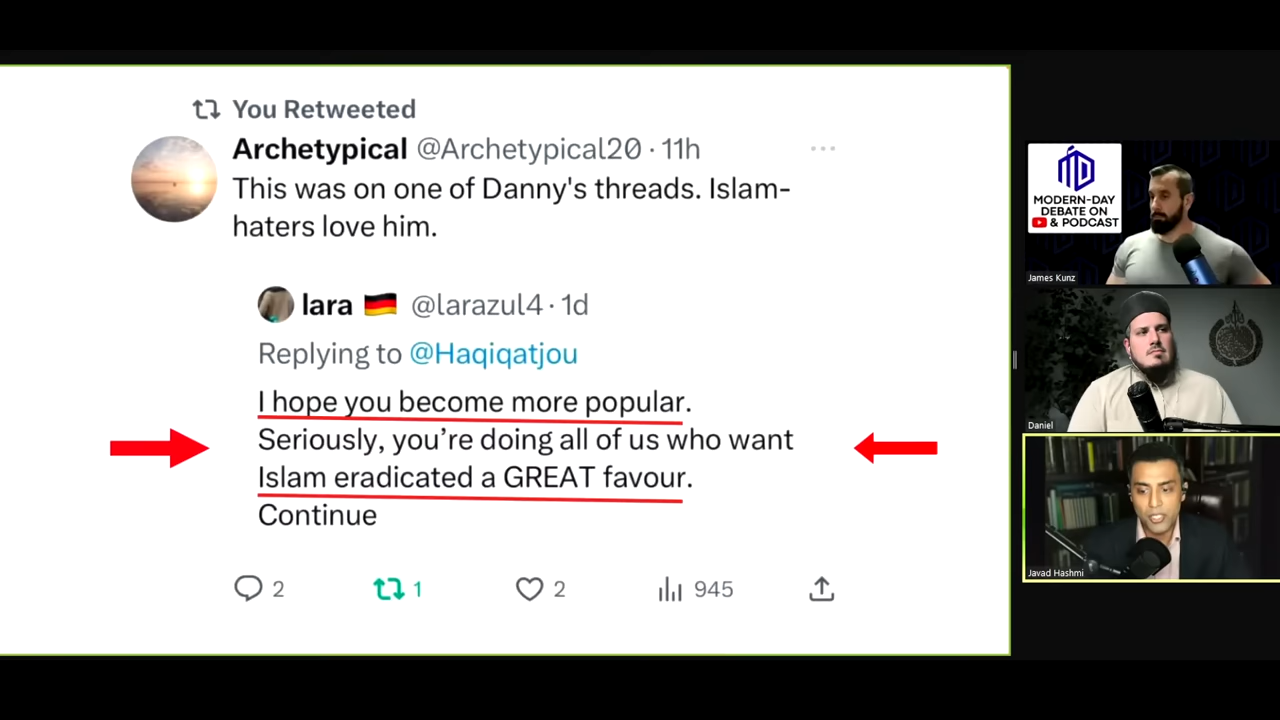 You Retweeted
Archetypical @Archetypical20 · 11h
This was on one of Danny's threads. Islam-
haters love him.
lara @larazul4 · 1d
Replying to @Haqiqatjou
I hope you become more popular.
Seriously, you're doing all of us who want
Islam eradicated a GREAT favour.
Continue
2
1
2
945
MODERN-DAY
DEBATE ON
& PODCAST
James Kunz
Daniel
Javad Hashmi